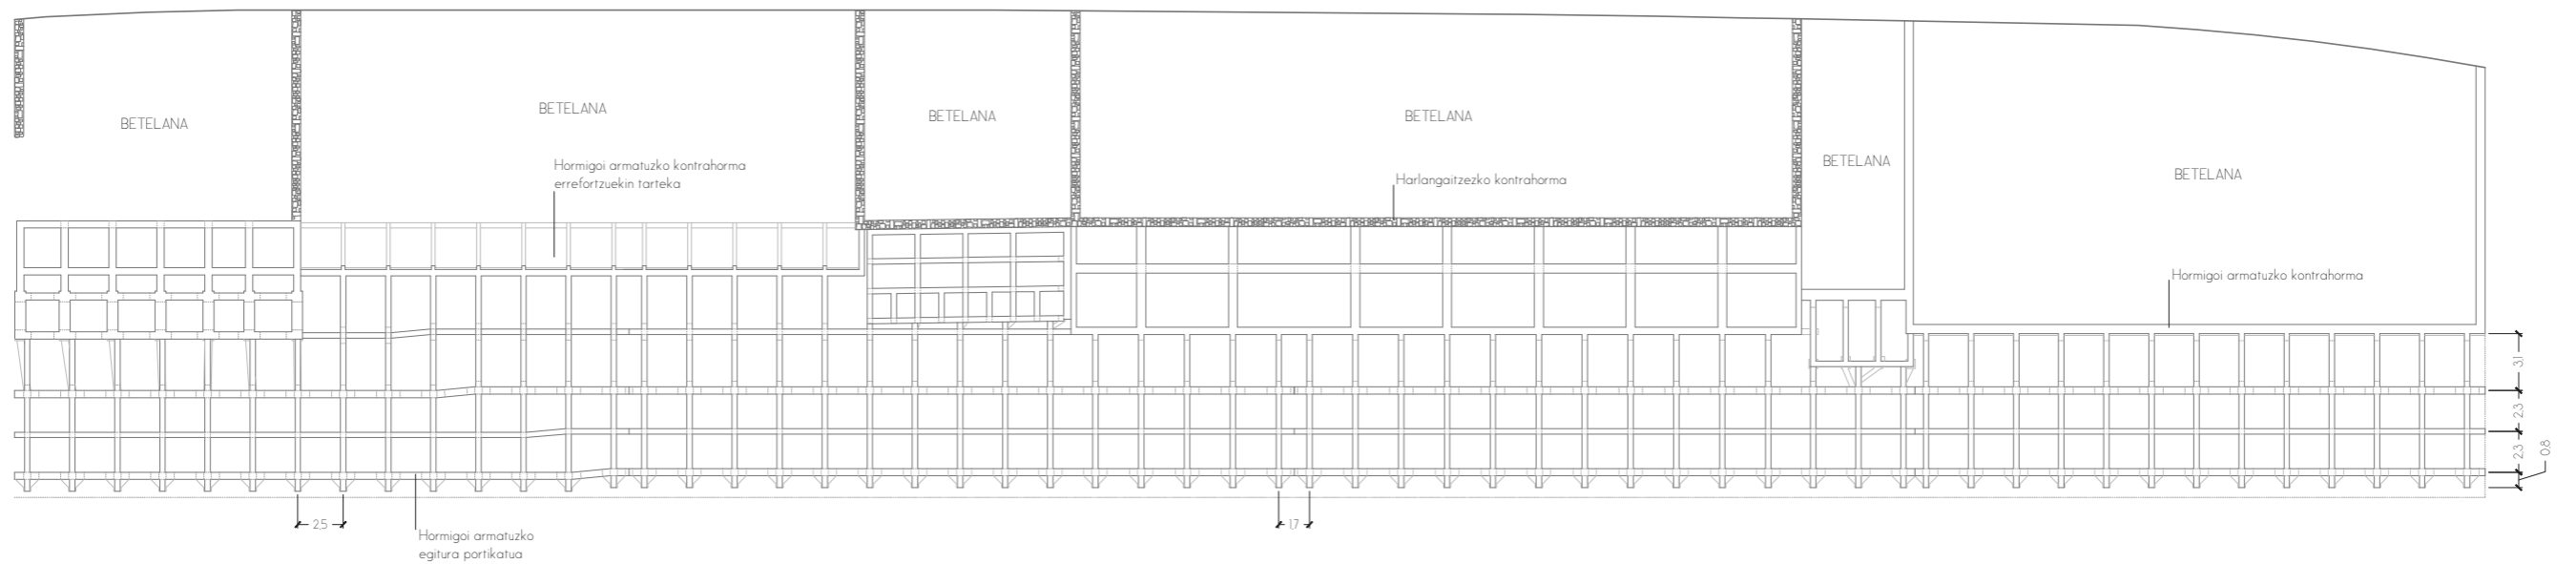 BETELANA
BETELANA
BETELANA
BETELANA
BETELANA
BETELANA
Hormigoi armatuzko kontrahorma
errefortzuekin tarteka
Harlangaitzezko kontrahorma
Hormigoi armatuzko kontrahorma
3,1
2,3
2,3
0,8
2,5
1,7
Hormigoi armatuzko
egitura portikatua